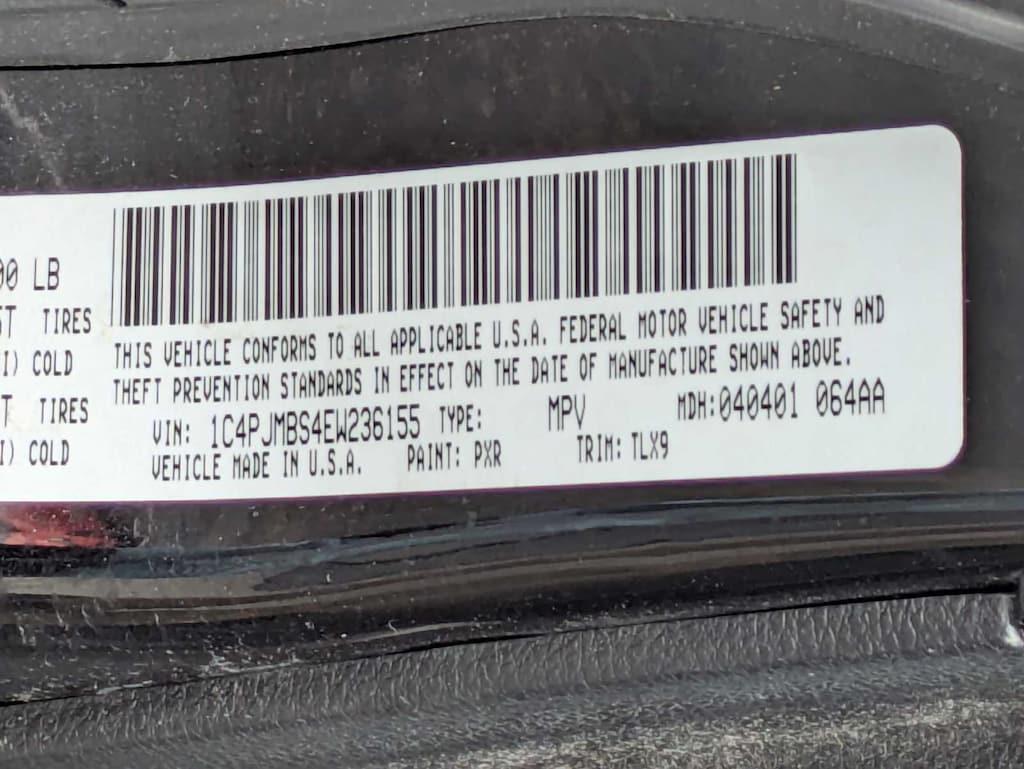 00 LB
5T TIRES
I) COLD
T TIRES
I) COLD
THIS VEHICLE CONFORMS TO ALL APPLICABLE U.S.A. FEDERAL MOTOR VEHICLE SAFETY AND
THEFT PREVENTION STANDARDS IN EFFECT ON THE DATE OF MANUFACTURE SHOWN ABOVE.
VIN: 1C4PJMBS4EW236155 TYPE: MPV MDH:040401 064AA
VEHICLE MADE IN U.S.A. PAINT: PXR TRIM: TLX9